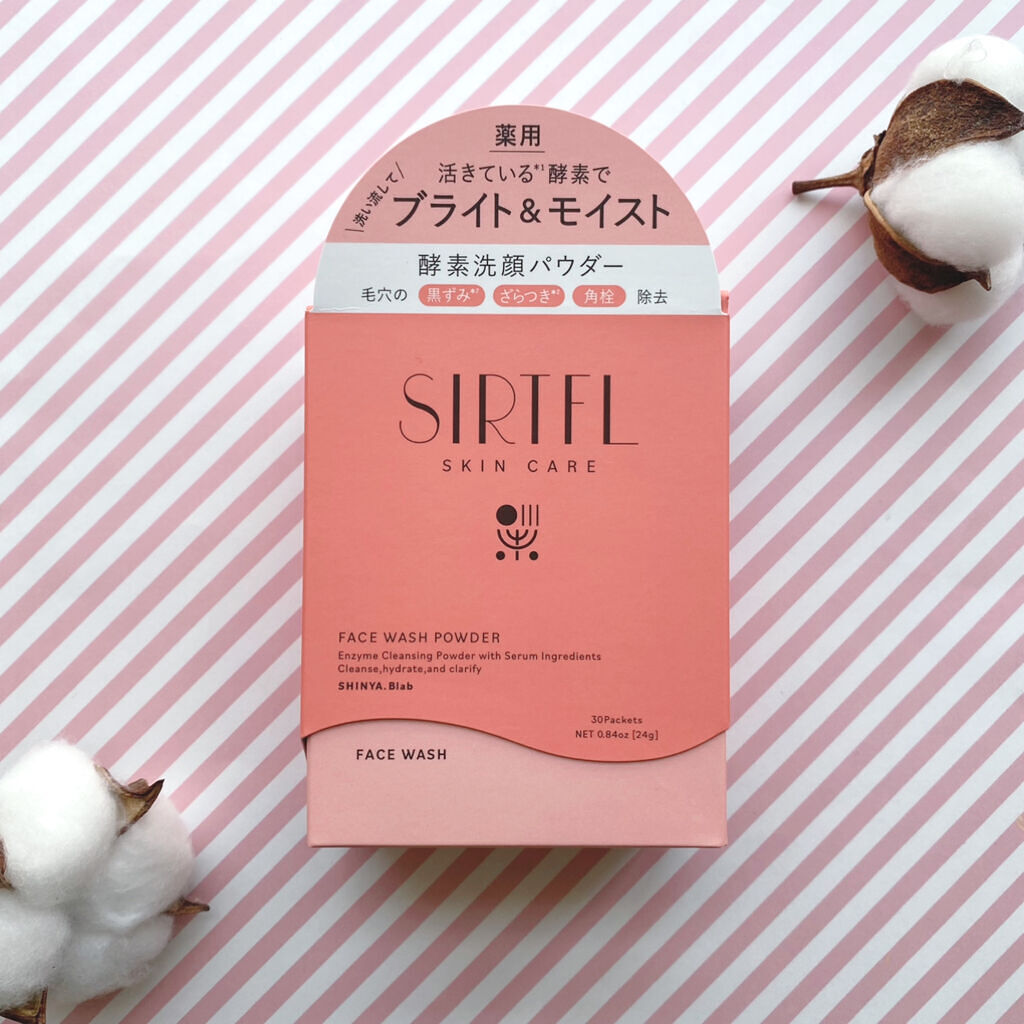 薬用
\洗い流して/
活きている*1酵素で
ブライト&モイスト
酵素洗顔パウダー
毛穴の 黒ずみ*2 ざらつき*2 角栓 除去
SIRTFL
SKIN CARE
FACE WASH POWDER
Enzyme Cleansing Powder with Serum Ingredients
Cleanse,hydrate,and clarify
SHINYA.Blab
30Packets
NET 0.84oz [24g]
FACE WASH